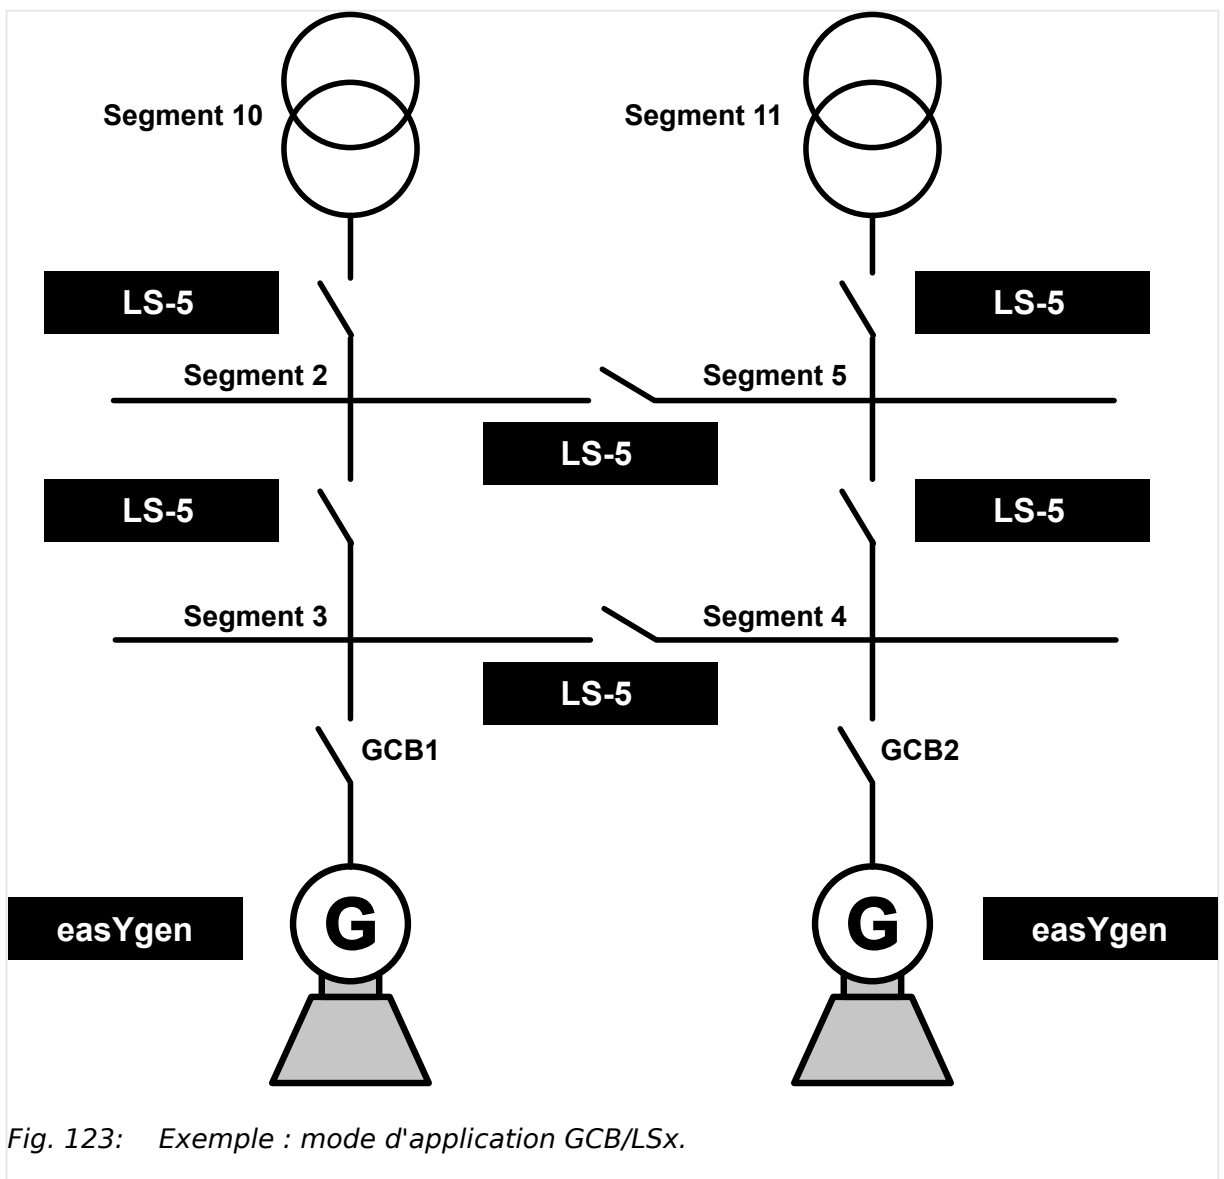 Segment 10
Segment 11
LS-5
LS-5
Segment 2
Segment 5
LS-5
LS-5
LS-5
Segment 3
Segment 4
LS-5
GCB1
GCB2
G
G
easYgen
easYgen
Fig. 123: Exemple : mode d'application GCB/LSx.